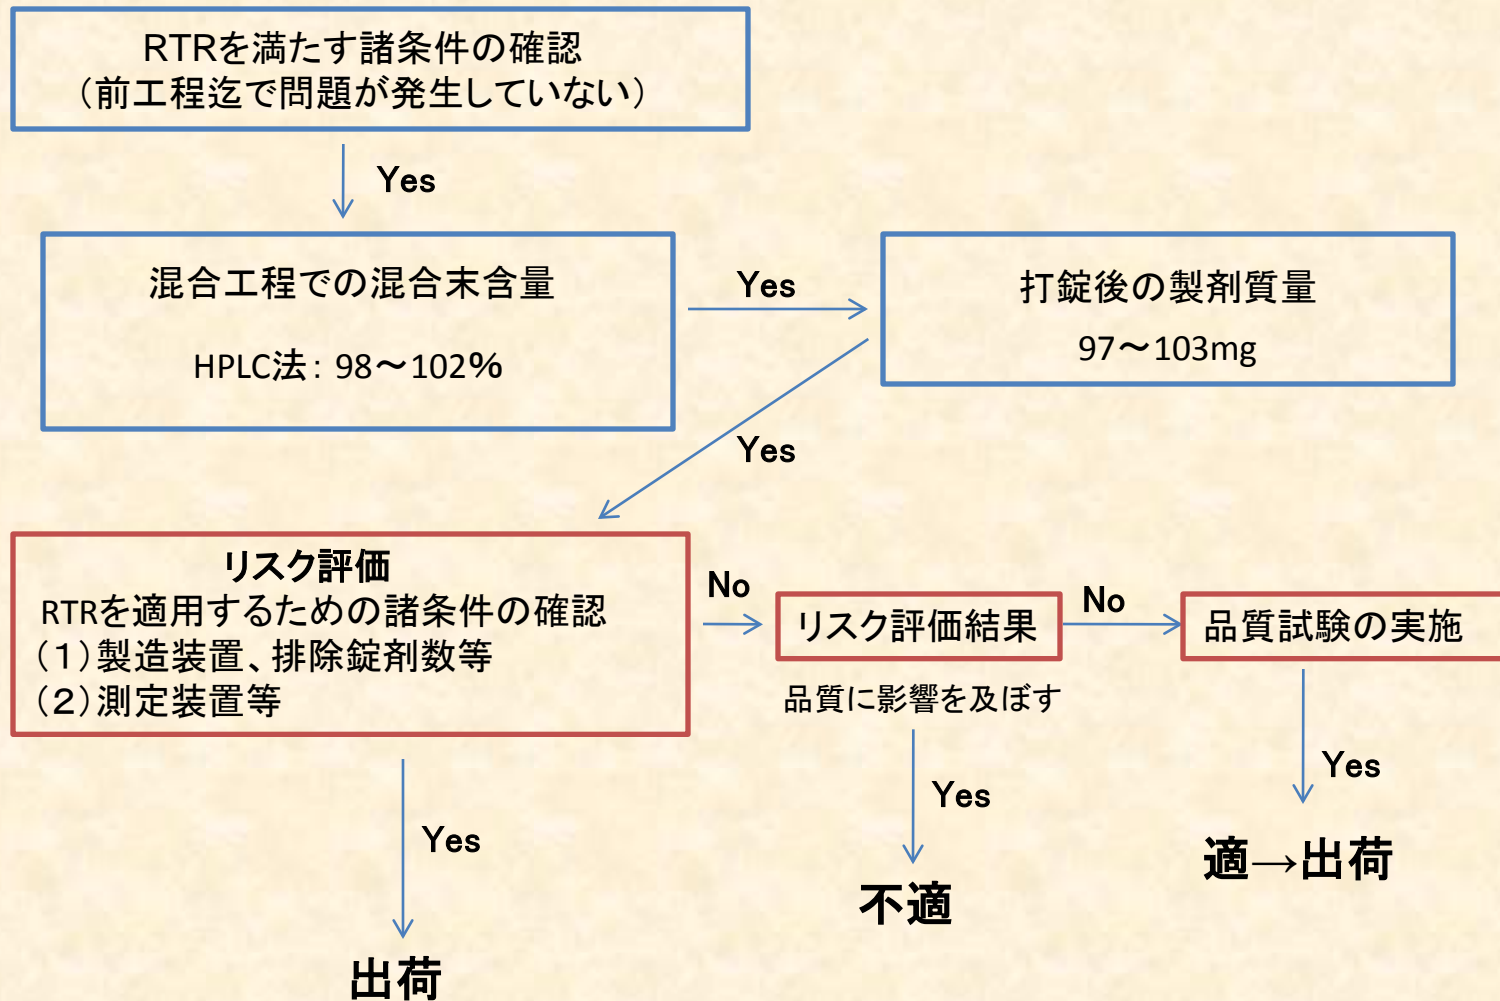 RTRを満たす諸条件の確認
(前工程迄で問題が発生していない)
Yes
混合工程での混合末含量
HPLC法: 98～102%
Yes
打錠後の製剤質量
97～103mg
Yes
リスク評価
RTRを適用するための諸条件の確認
(1)製造装置、排除錠剤数等
(2)測定装置等
No
リスク評価結果
品質に影響を及ぼす
No
品質試験の実施
Yes
適→出荷
Yes
不適
Yes
出荷